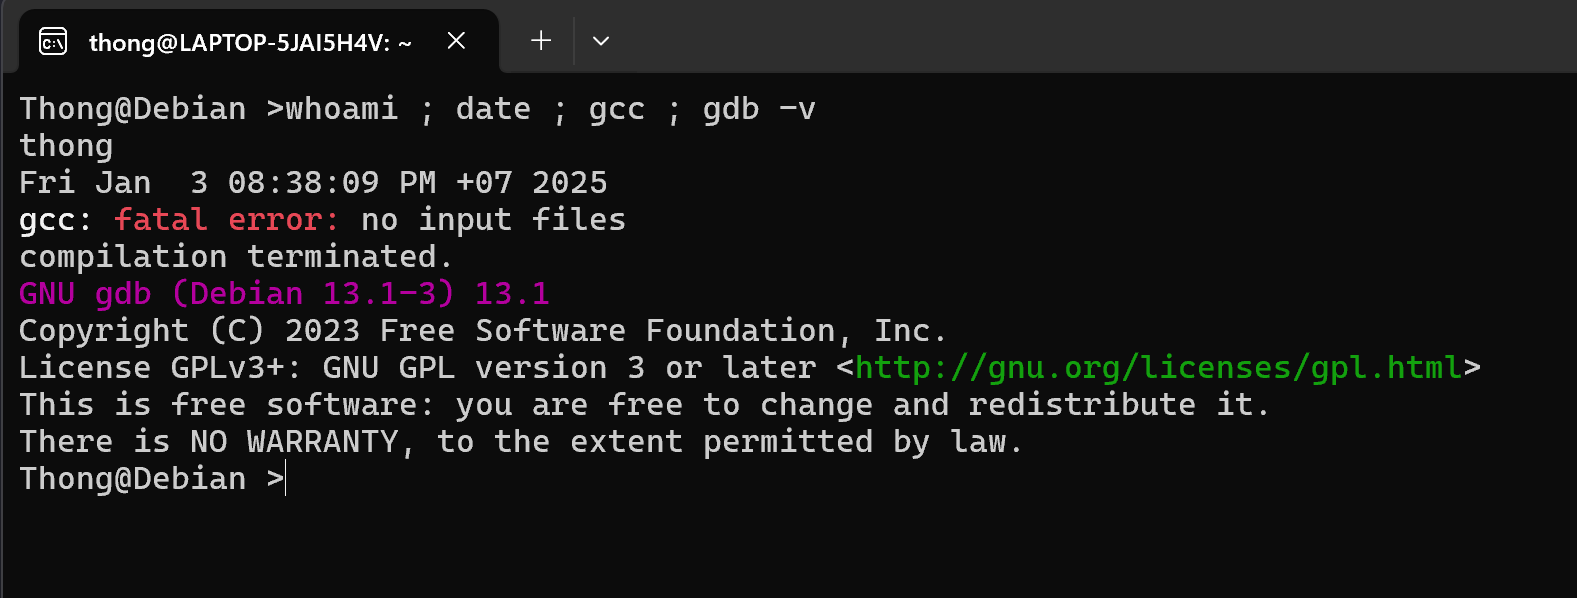 thong@LAPTOP-5JAI5H4V: ~
Thong@Debian >whoami ; date ; gcc ; gdb -v
thong
Fri Jan  3 08:38:09 PM +07 2025
gcc: fatal error: no input files
compilation terminated.
GNU gdb (Debian 13.1-3) 13.1
Copyright (C) 2023 Free Software Foundation, Inc.
License GPLv3+: GNU GPL version 3 or later <http://gnu.org/licenses/gpl.html>
This is free software: you are free to change and redistribute it.
There is NO WARRANTY, to the extent permitted by law.
Thong@Debian >